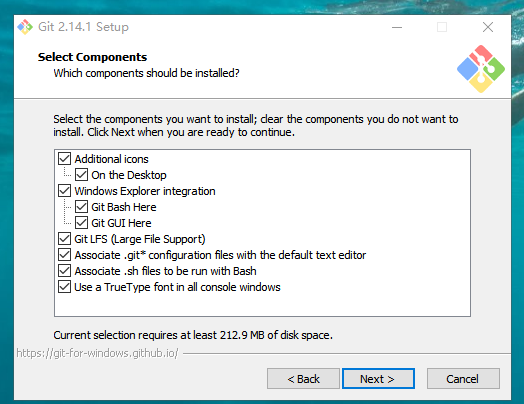 Git 2.14.1 Setup
Select Components
Which components should be installed?
Select the components you want to install; clear the components you do not want to
install. Click Next when you are ready to continue.
Additional icons
On the Desktop
Windows Explorer integration
Git Bash Here
Git GUI Here
Git LFS (Large File Support)
Associate .git* configuration files with the default text editor
Associate .sh files to be run with Bash
Use a TrueType font in all console windows
Current selection requires at least 212.9 MB of disk space.
https://git-for-windows.github.io/
< Back Next > Cancel